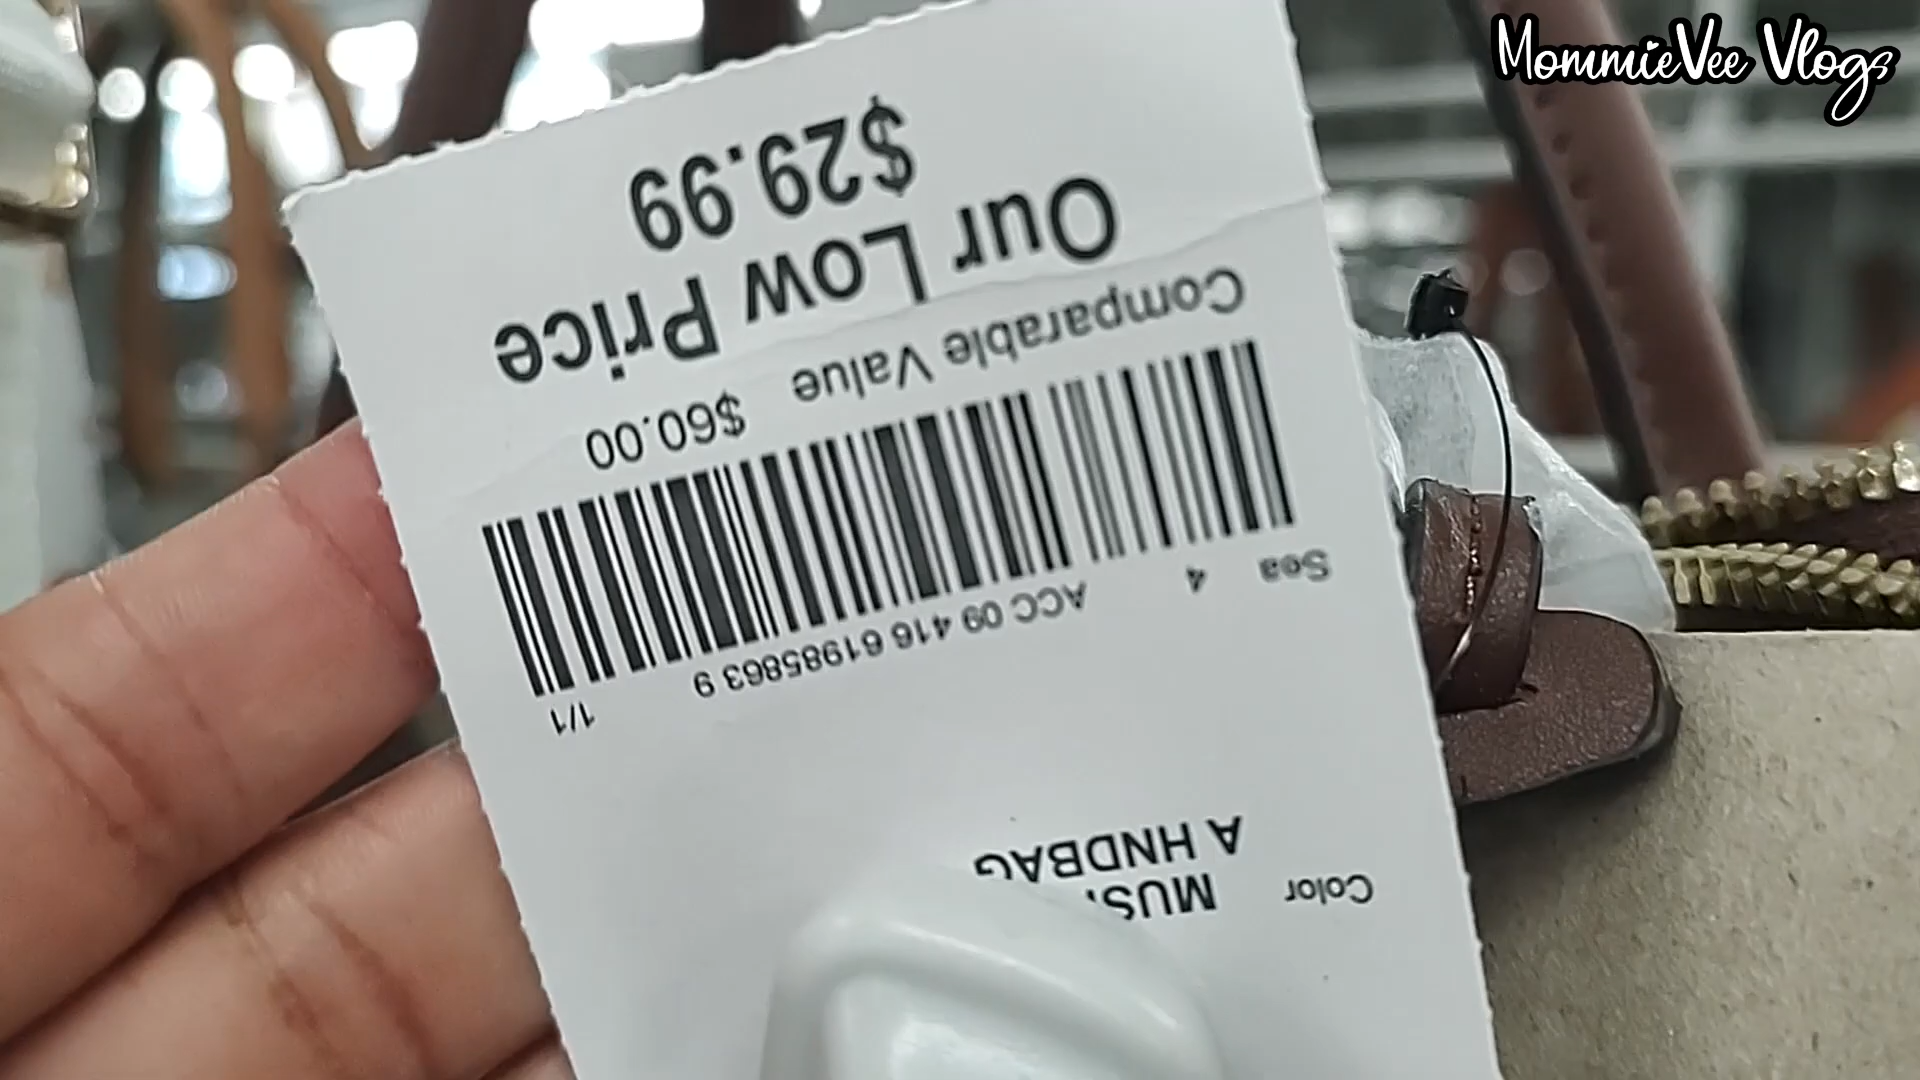 MommieVee Vlogs
Color
A HNDBAG
1/1
Sea 4 ACC 09 416 61985863 9
Comparable Value $60.00
Our Low Price
$29.99